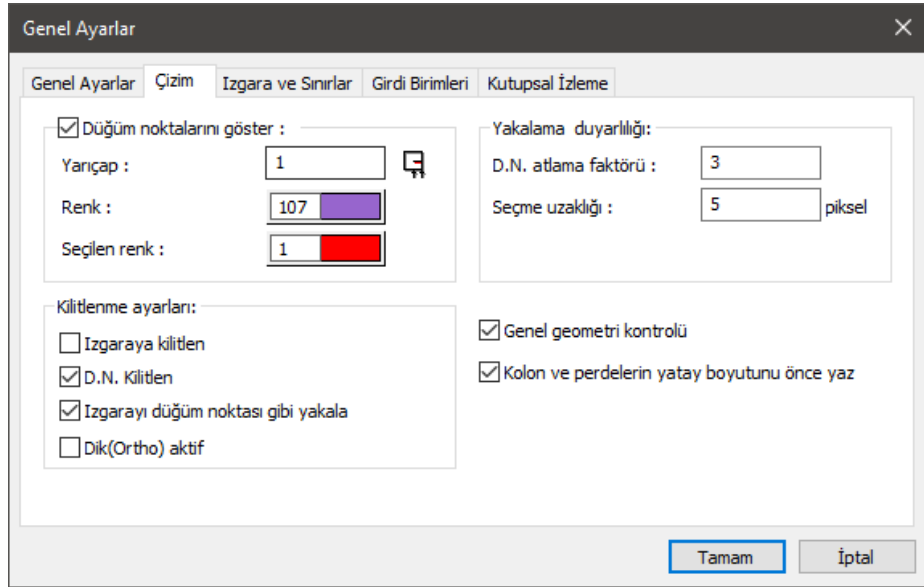 Genel Ayarlar
Genel Ayarlar Çizim Izgara ve Sınırlar Girdi Birimleri Kutupsal İzleme
Düğüm noktalarını göster :
Yarıçap : 1
Renk : 107
Seçilen renk : 1
Yakalama duyarlılığı:
D.N. atlama faktörü : 3
Seçme uzaklığı : 5 piksel
Kilitlenme ayarları:
Izgaraya kilitlen
D.N. Kilitlen
Izgarayı düğüm noktası gibi yakala
Dik(Ortho) aktif
Genel geometri kontrolü
Kolon ve perdelerin yatay boyutunu önce yaz
Tamam İptal